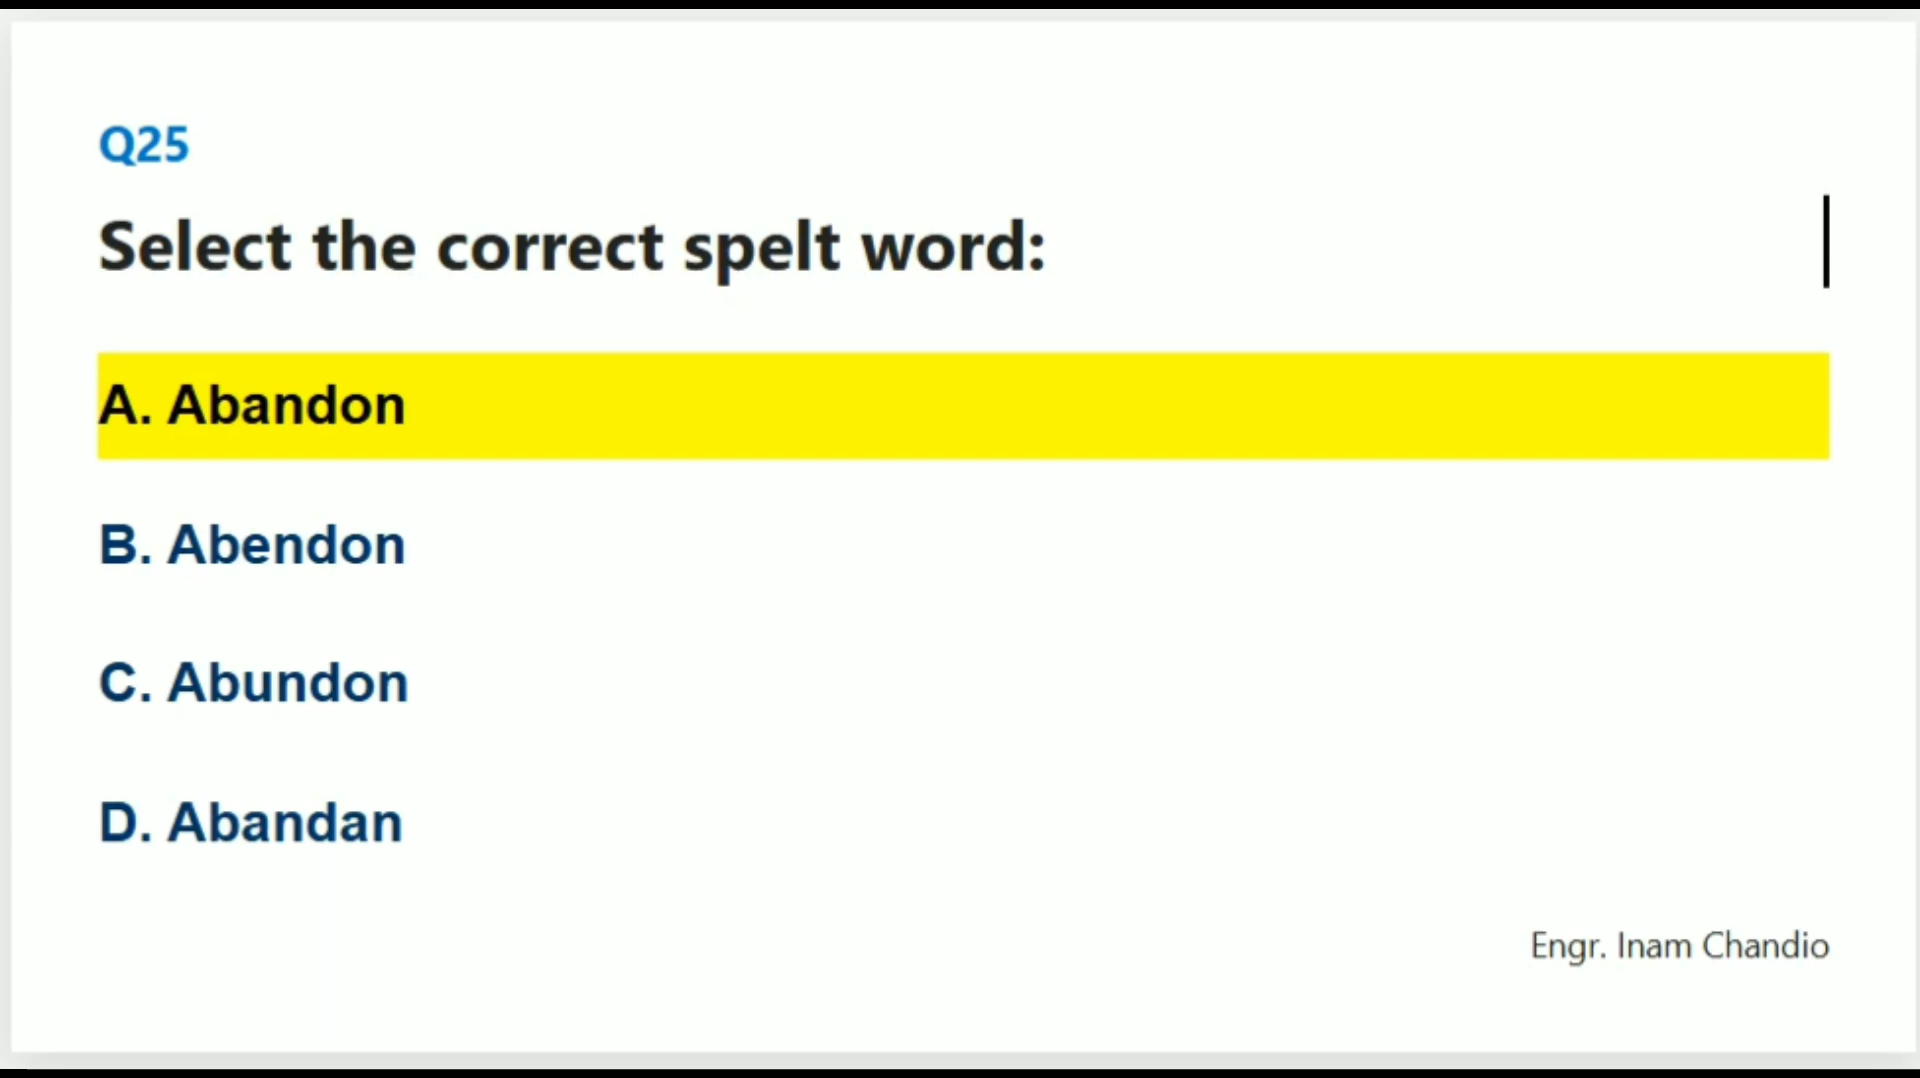 Q25
Select the correct spelt word:
A. Abandon
B. Abendon
C. Abundon
D. Abandan
Engr. Inam Chandio